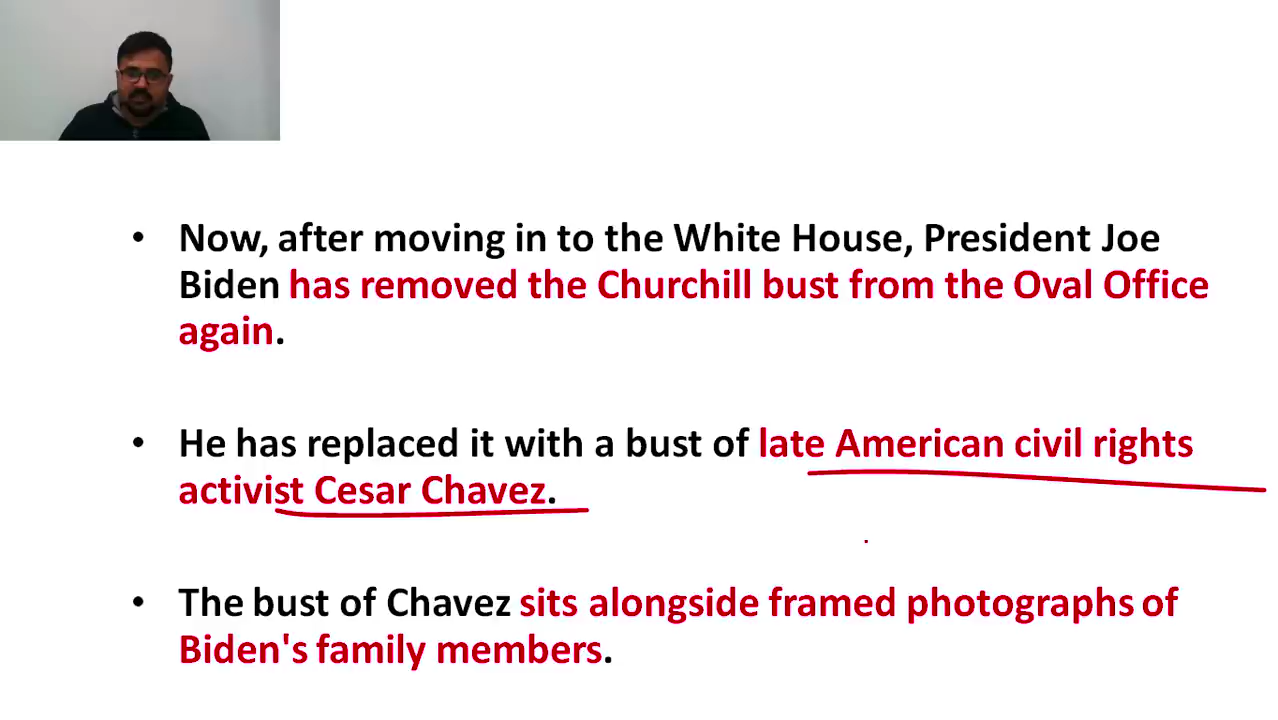 • Now, after moving in to the White House, President Joe
Biden has removed the Churchill bust from the Oval Office
again.
• He has replaced it with a bust of late American civil rights
activist Cesar Chavez.
• The bust of Chavez sits alongside framed photographs of
Biden's family members.